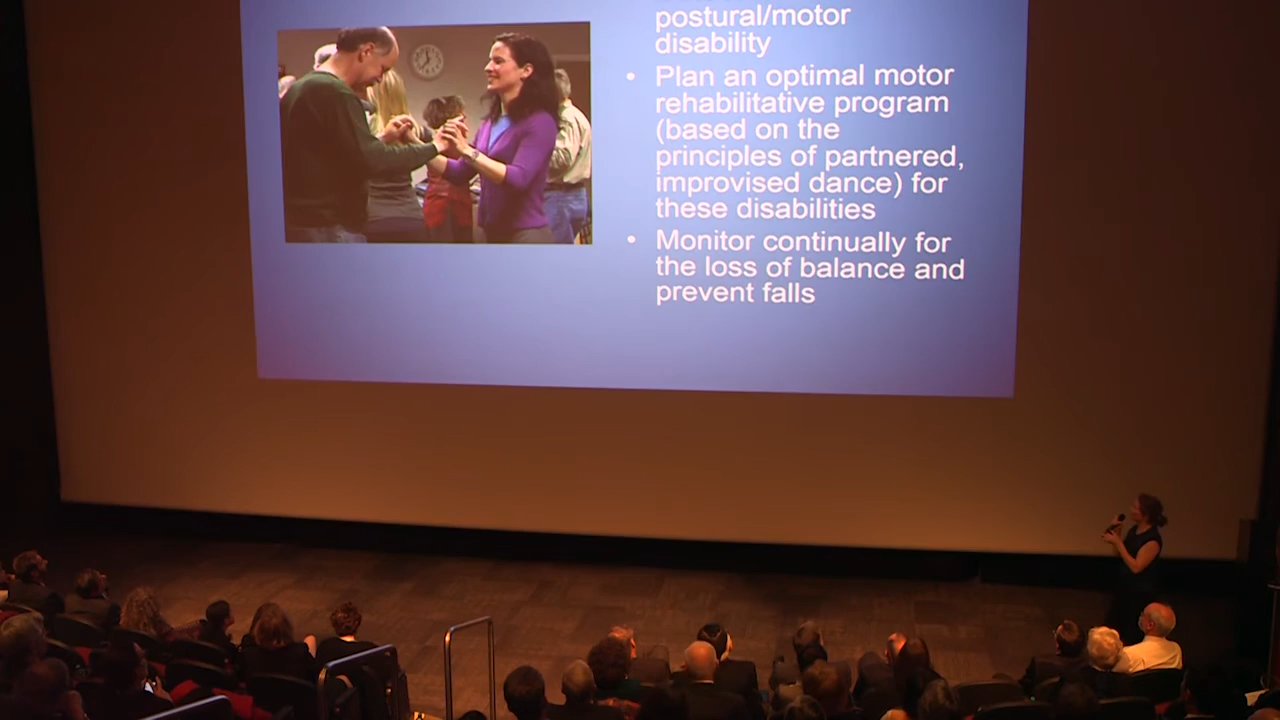 postural/motor
disability
• Plan an optimal motor
rehabilitative program
(based on the
principles of partnered,
improvised dance) for
these disabilities
• Monitor continually for
the loss of balance and
prevent falls